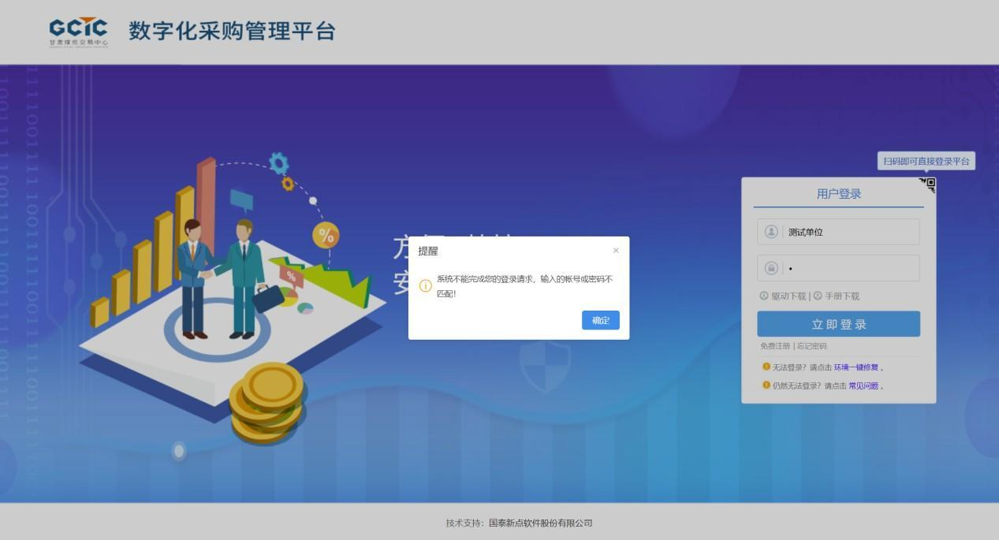 GCTC
甘肃煤炭交易中心
数字化采购管理平台
扫码即可直接登录平台
用户登录
测试单位
驱动下载 | 手册下载
立即登录
免费注册 | 忘记密码
无法登录？请点击 环境一键修复 。
仍然无法登录？请点击 常见问题 。
方
安
提醒
×
系统不能完成您的登录请求，输入的帐号或密码不
匹配！
确定
%
%
技术支持：国泰新点软件股份有限公司